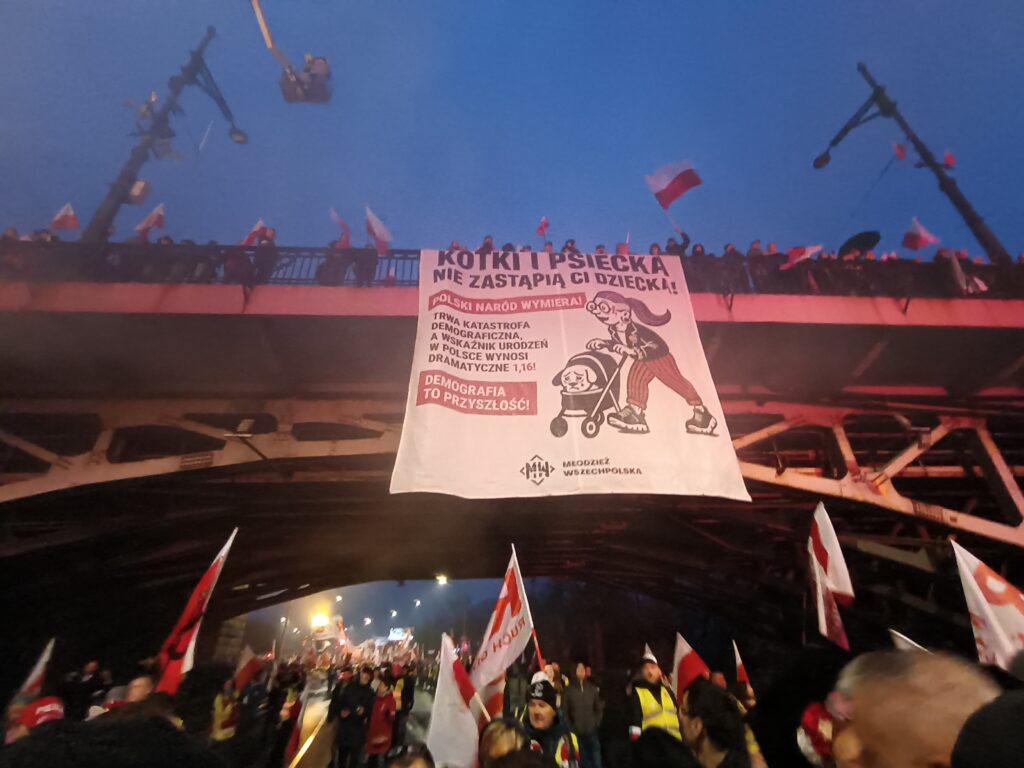 KOTKI I PSIECKA
NIE ZASTĄPIĄ CI DZIECKA!
POLSKI NARÓD WYMIERA!
TRWA KATASTROFA
DEMOGRAFICZNA,
A WSKAŹNIK URODZEŃ
W POLSCE WYNOSI
DRAMATYCZNE 1,16!
DEMOGRAFIA
TO PRZYSZŁOŚĆ!
MW
MŁODZIEŻ
WSZECHPOLSKA
RUCH